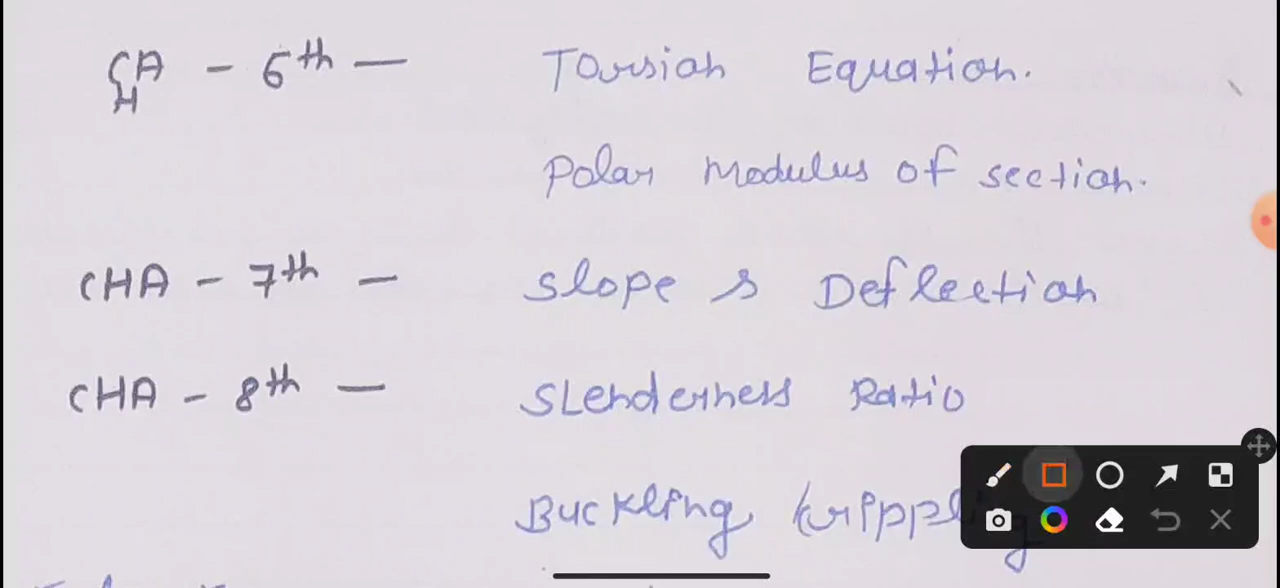 CHA - 6th — Torsion Equation.
Polar modulus of section.
CHA - 7th — Slope & Deflection
CHA - 8th — Slenderness Ratio
Buckling